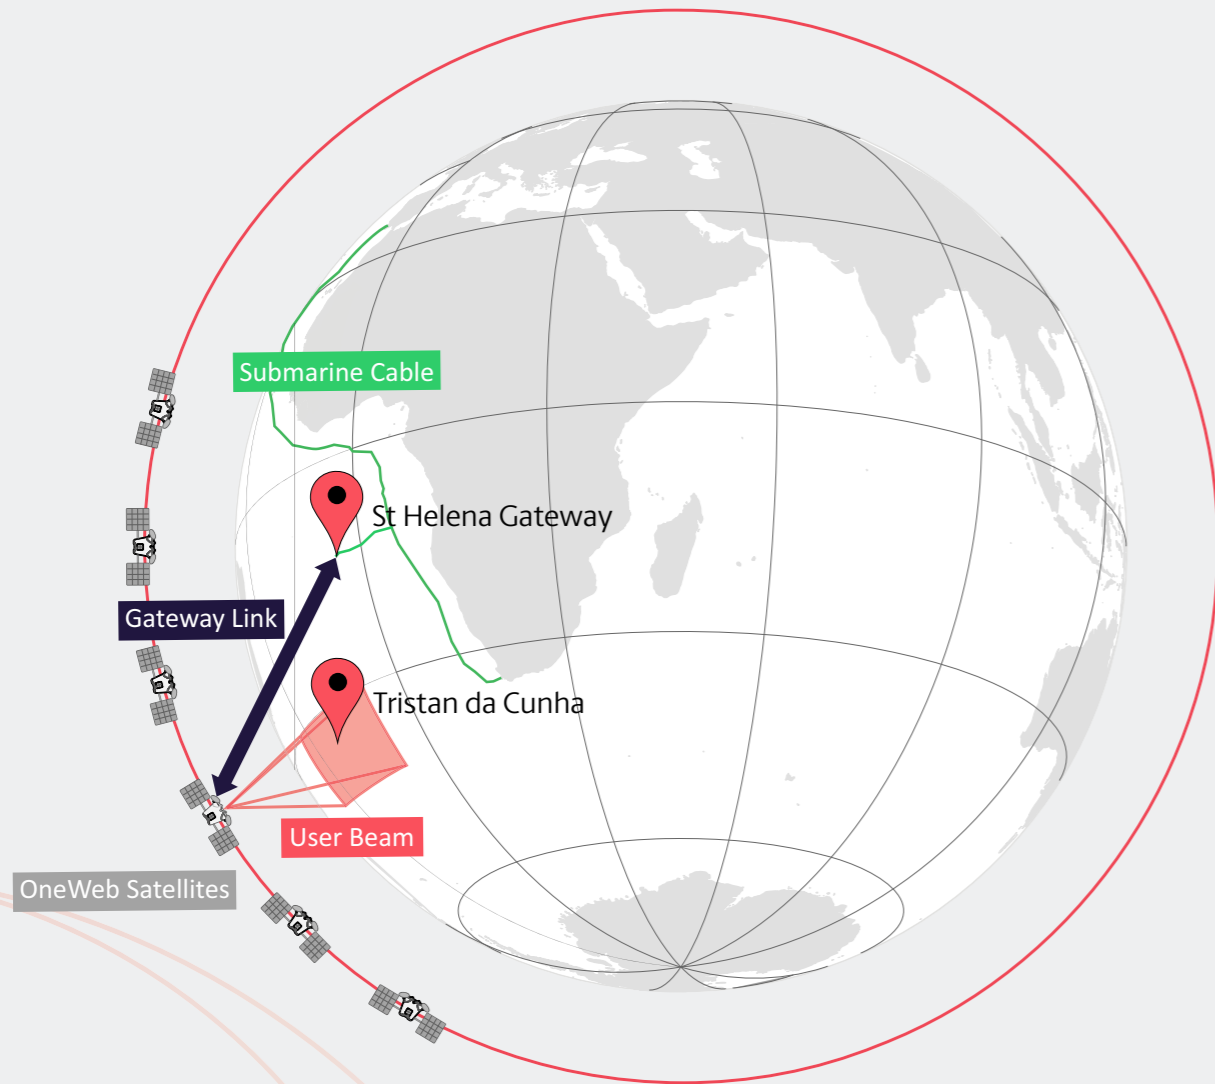 Submarine Cable
St Helena Gateway
Gateway Link
Tristan da Cunha
User Beam
OneWeb Satellites